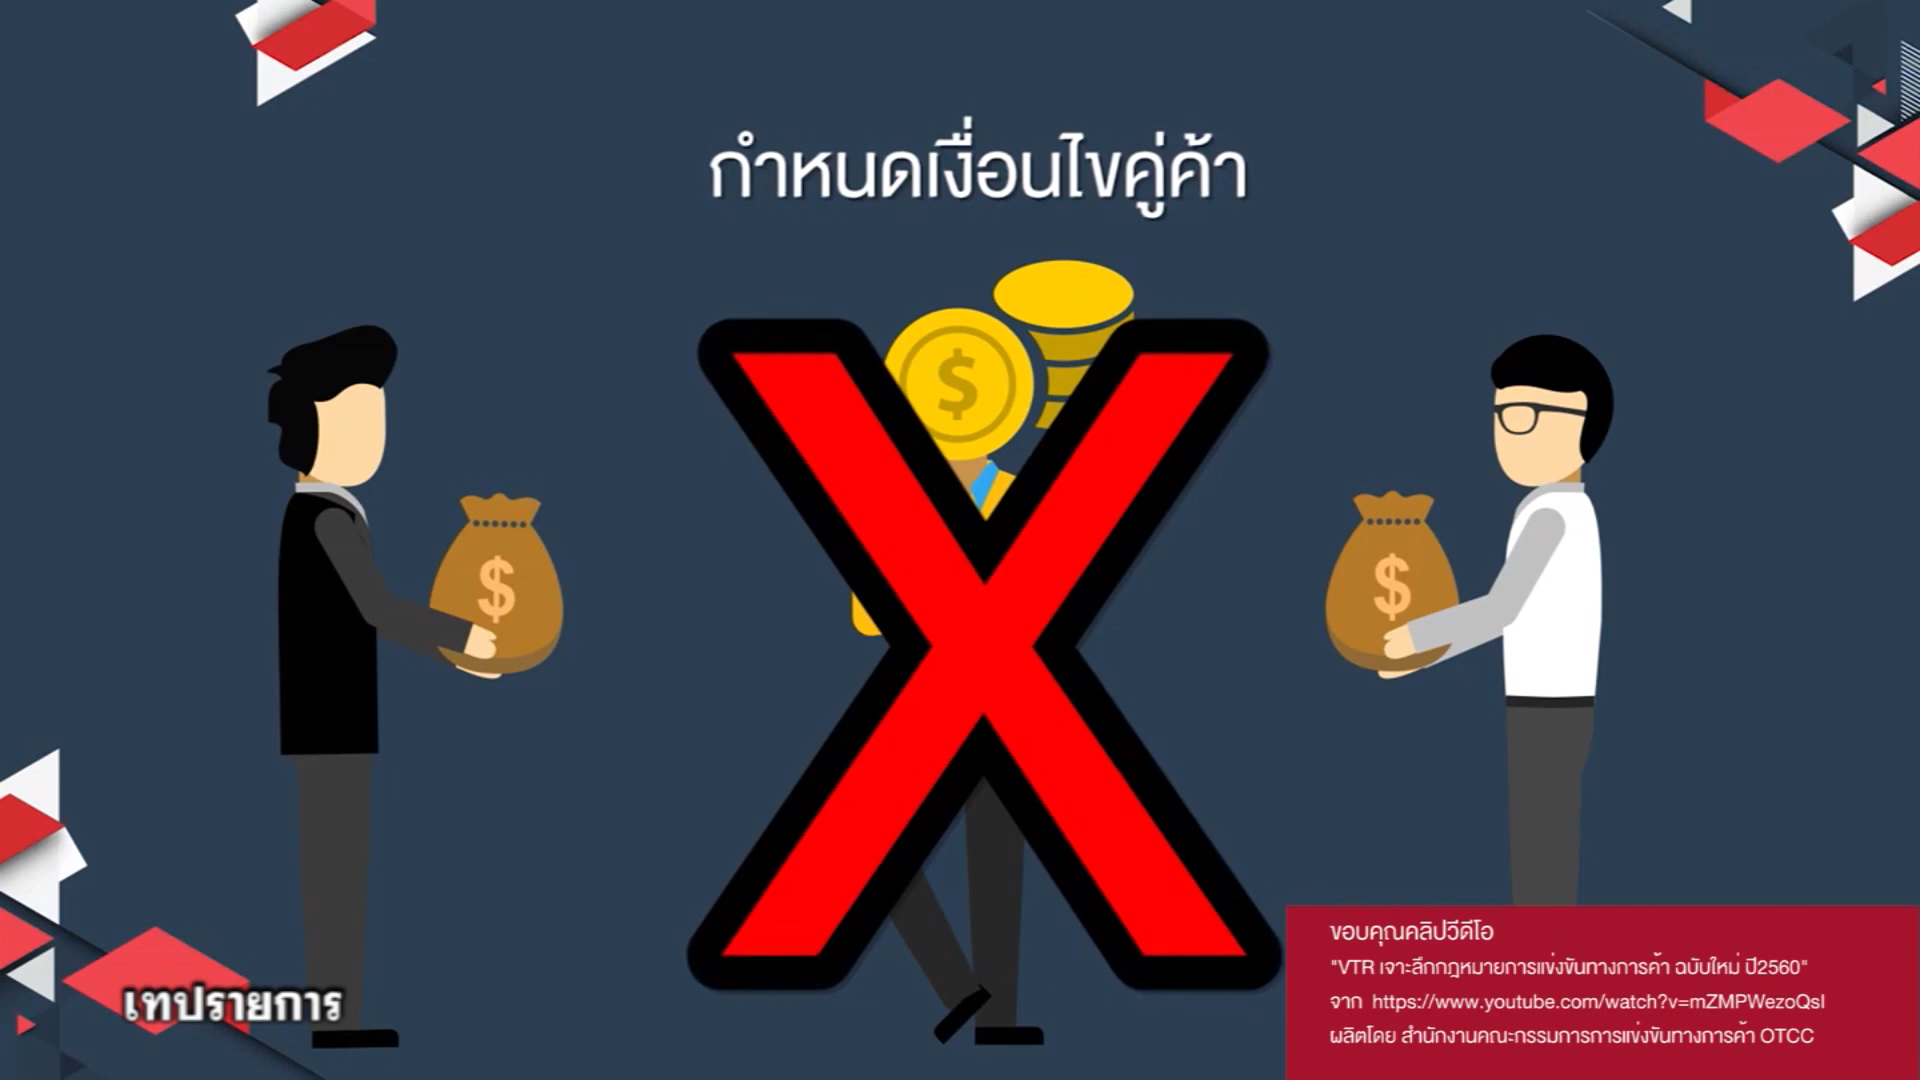 กำหนดเงื่อนไขคู่ค้า
$
$
$
X
ขอบคุณคลิปวีดีโอ
"VTR เจาะลึกกฎหมายการแข่งขันทางการค้า ฉบับใหม่ ปี2560"
จาก https://www.youtube.com/watch?v=mZMPWezoQsI
ผลิตโดย สำนักงานคณะกรรมการการแข่งขันทางการค้า OTCC
เทปรายการ